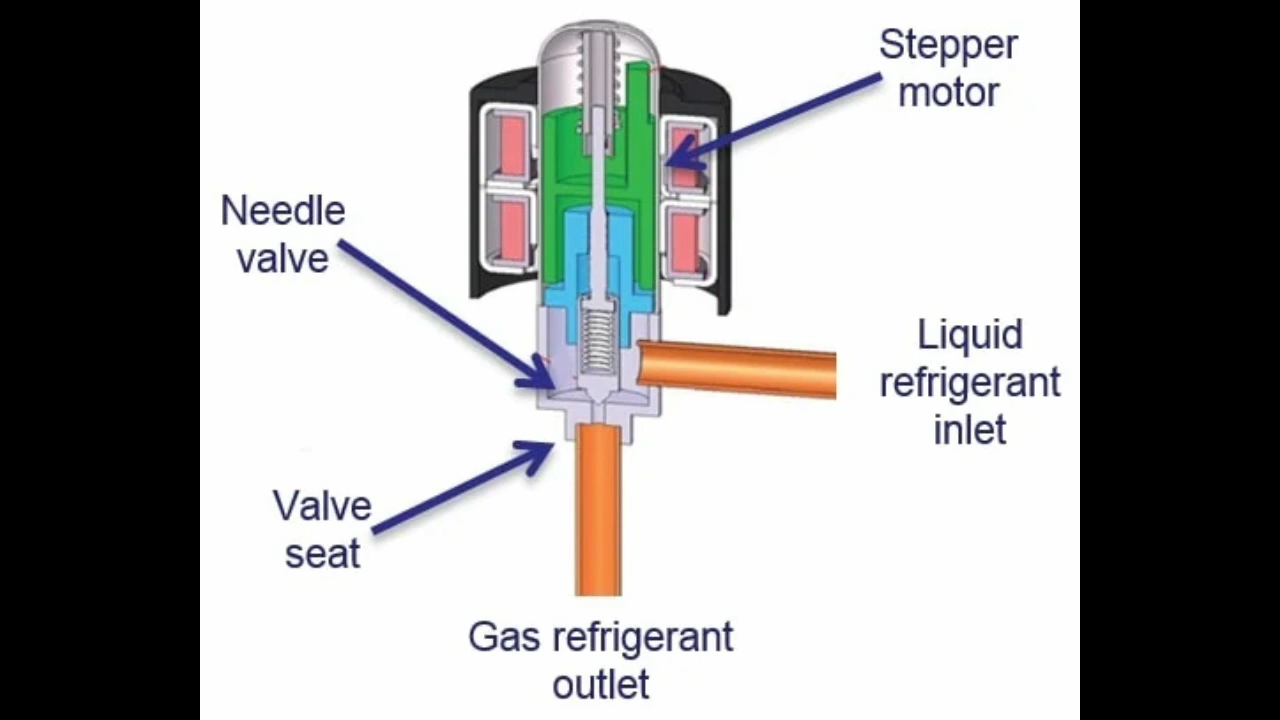 Stepper
motor
Needle
valve
Liquid
refrigerant
inlet
Valve
seat
Gas refrigerant
outlet